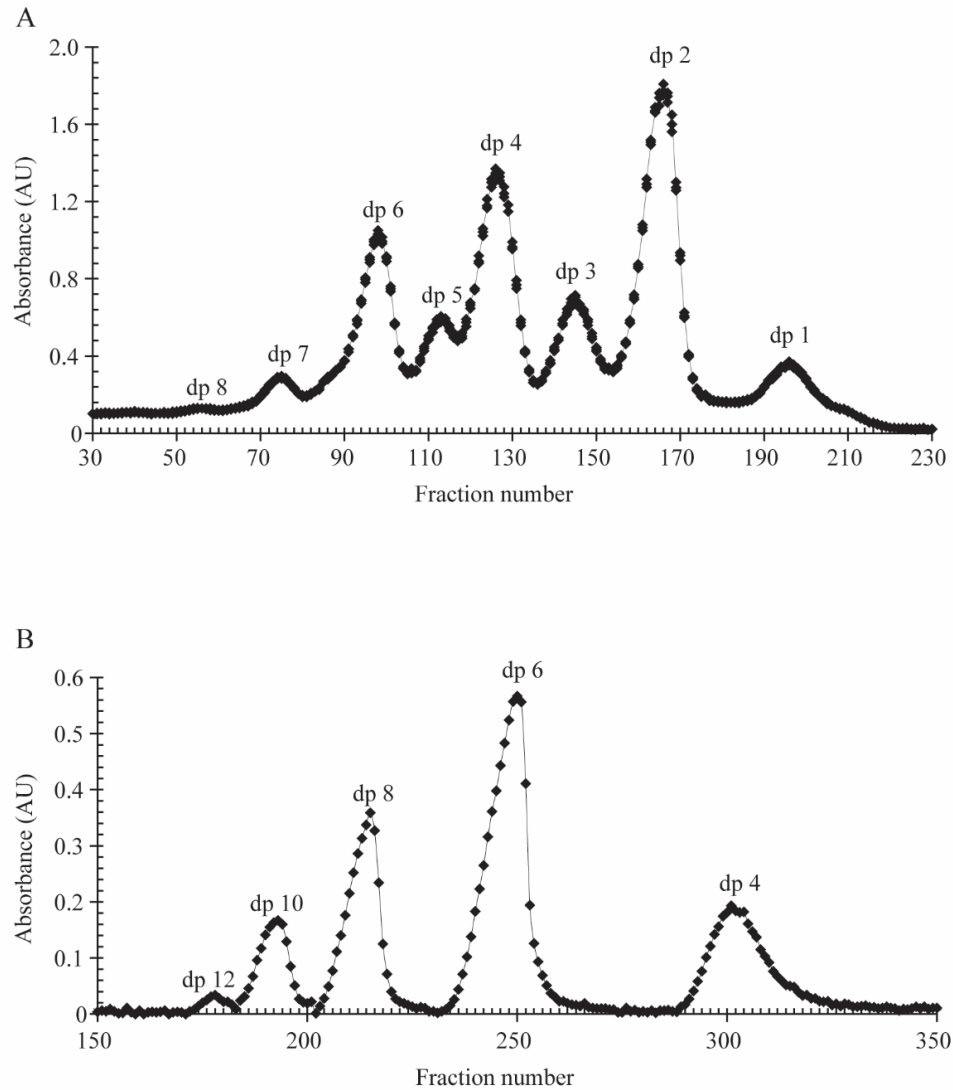 A
2.0
1.6
1.2
0.8
0.4
0
Absorbance (AU)
dp 8
dp 7
dp 6
dp 5
dp 4
dp 3
dp 2
dp 1
30 50 70 90 110 130 150 170 190 210 230
Fraction number
B
0.6
0.5
0.4
0.3
0.2
0.1
0
Absorbance (AU)
dp 12
dp 10
dp 8
dp 6
dp 4
150 200 250 300 350
Fraction number